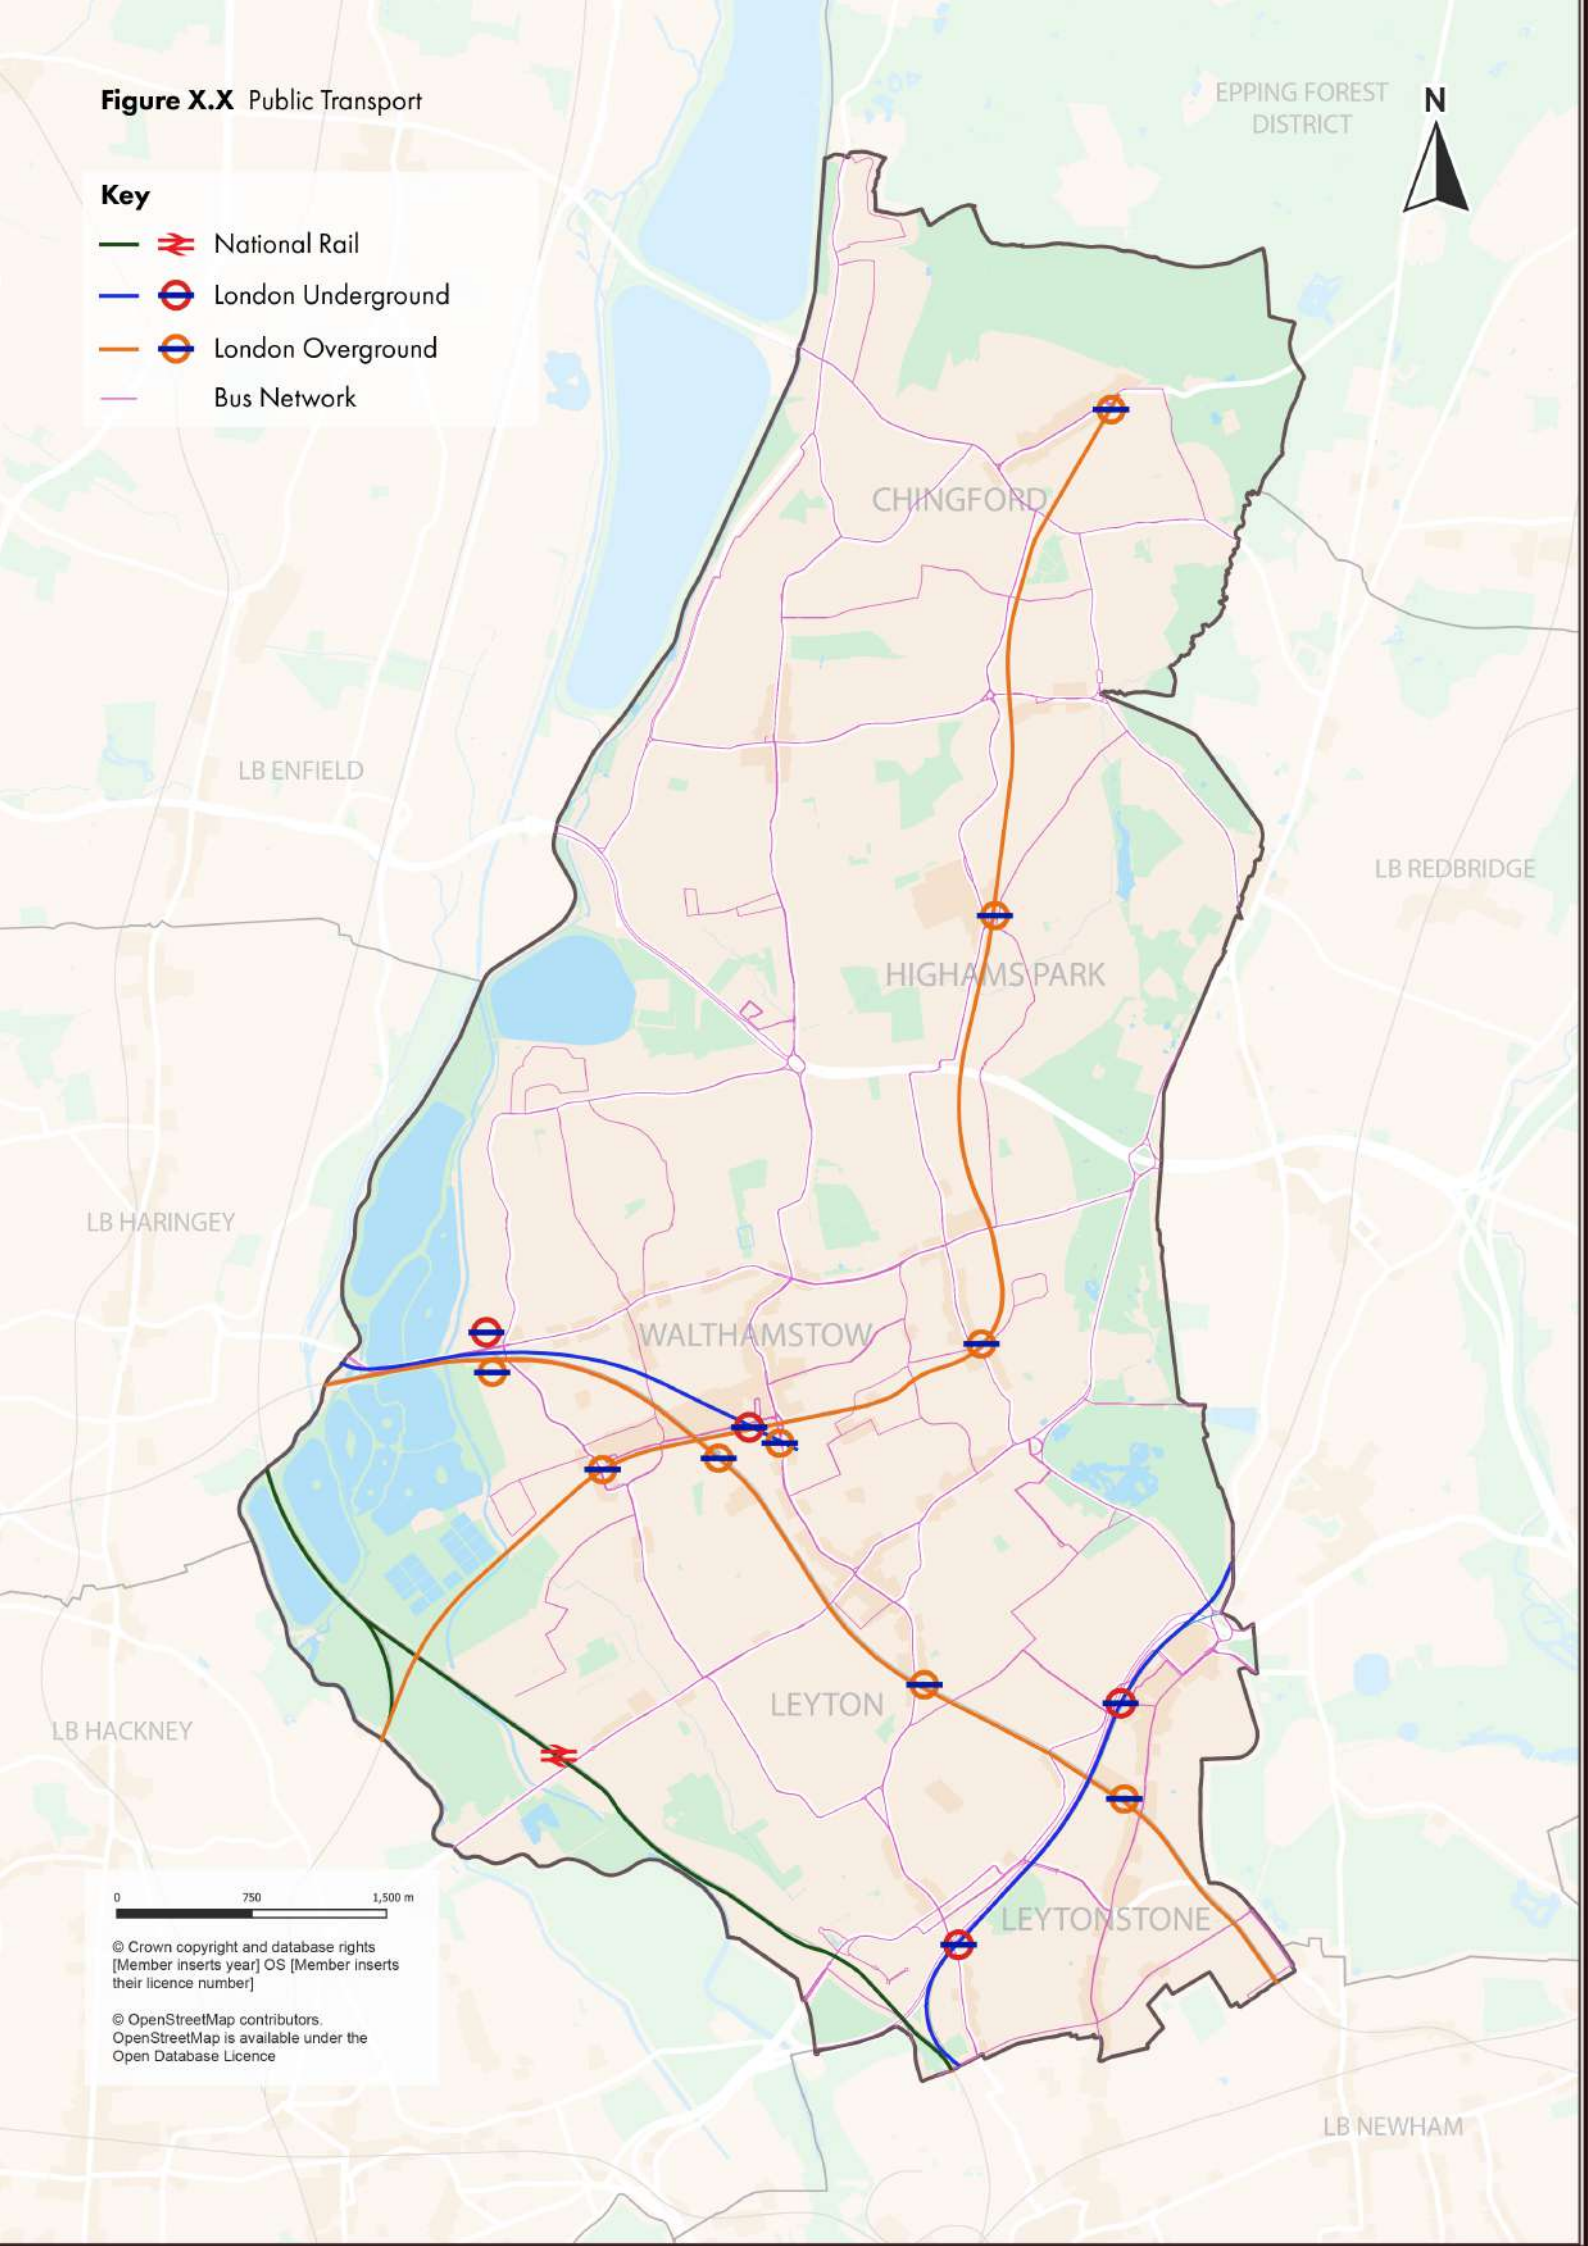 Figure X.X Public Transport
EPPING FOREST
DISTRICT
N
Key
National Rail
London Underground
London Overground
Bus Network
CHINGFORD
LB ENFIELD
LB REDBRIDGE
HIGHAMS PARK
LB HARINGEY
WALTHAMSTOW
LEYTON
LB HACKNEY
0 750 1,500 m
LEYTONSTONE
© Crown copyright and database rights
[Member inserts year] OS [Member inserts
their licence number]
© OpenStreetMap contributors.
OpenStreetMap is available under the
Open Database Licence
LB NEWHAM